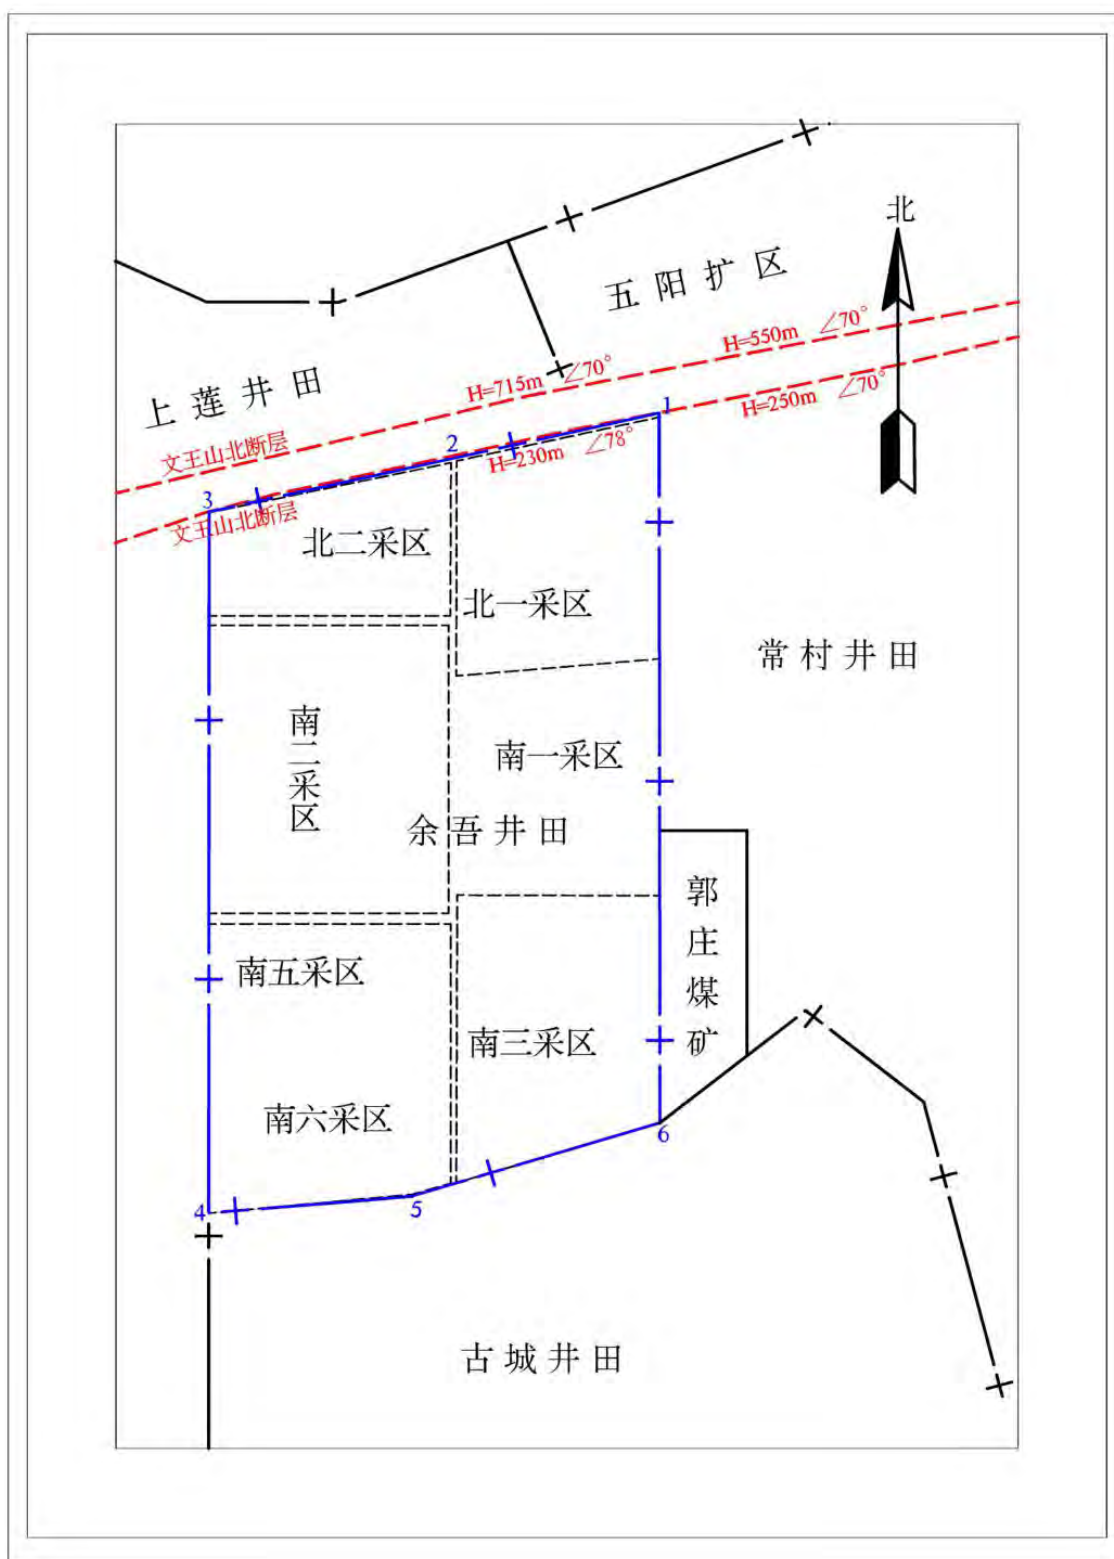 北
五阳扩区
H=550m ∠70°
上莲井田
H=715m ∠70°
H=250m ∠70°
1
文王山北断层
2
H=230m ∠78°
3
文王山北断层
北二采区
北一采区
常村井田
南二采区
南一采区
余吾井田
郭庄煤矿
南五采区
南三采区
南六采区
6
4
5
古城井田